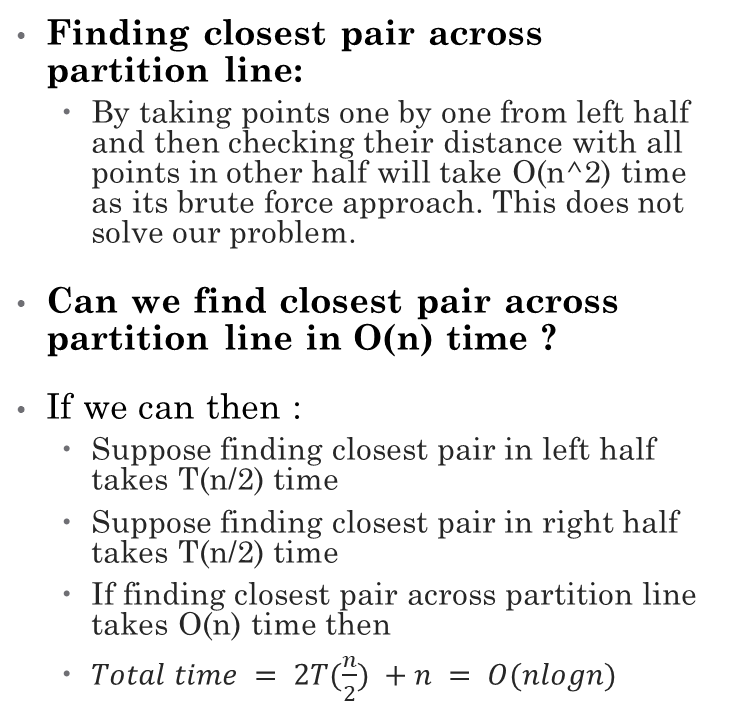 • Finding closest pair across
partition line:
• By taking points one by one from left half
and then checking their distance with all
points in other half will take O(n^2) time
as its brute force approach. This does not
solve our problem.
• Can we find closest pair across
partition line in O(n) time ?
• If we can then :
• Suppose finding closest pair in left half
takes T(n/2) time
• Suppose finding closest pair in right half
takes T(n/2) time
• If finding closest pair across partition line
takes O(n) time then
• Total time = 2T(n/2) + n = O(nlogn)